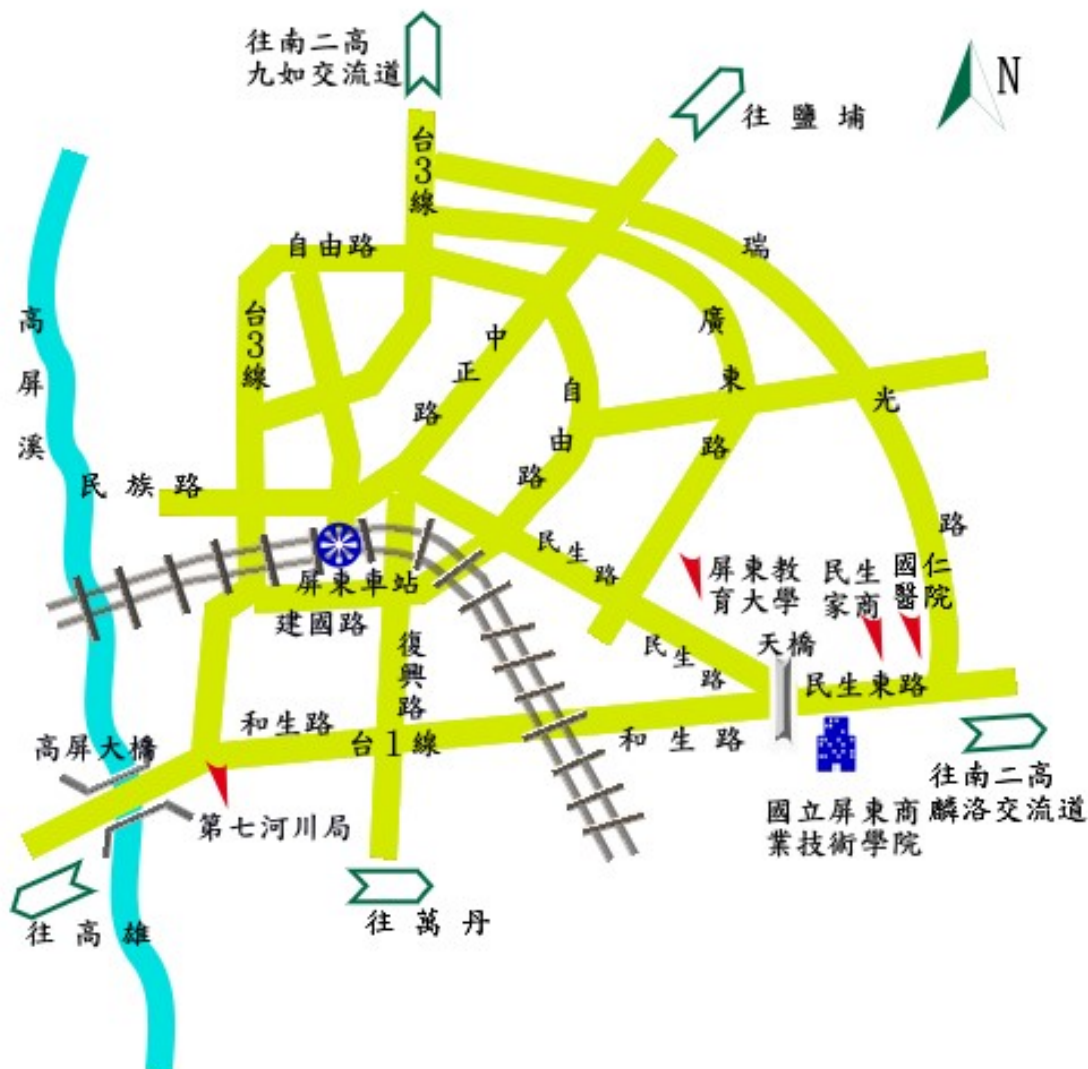 往南二高
九如交流道
N
往鹽埔
台3線
自由路
瑞光路
台3線
中正路
廣東路
自由路
高屏溪
民族路
民生路
屏東車站
建國路
屏東教
育大學
民生
家商
國仁
醫院
復興路
民生路
天橋
民生東路
和生路
台1線
和生路
高屏大橋
第七河川局
國立屏東商
業技術學院
往南二高
麟洛交流道
往萬丹
往高雄